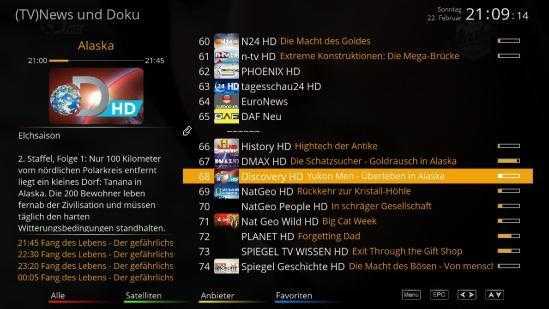 (TV)News und Doku
Sonntag
22. Februar
21:09:14
Alaska
21:00
21:45
HD
Elchsaison
2. Staffel, Folge 1: Nur 100 Kilometer
vom nördlichen Polarkreis entfernt
liegt ein kleines Dorf: Tanana in
Alaska. Die 200 Bewohner leben
fernab der Zivilisation und müssen
täglich den harten
Witterungsbedingungen standhalten.
21:45 Fang des Lebens - Der gefährlichs
22:30 Fang des Lebens - Der gefährlichs
23:20 Fang des Lebens - Der gefährlichs
00:05 Fang des Lebens - Der gefährlichs
60 N24 HD Die Macht des Goldes
61 n-tv HD Extreme Konstruktionen: Die Mega-Brücke
62 PHOENIX HD
63 tagesschau24 HD
64 EuroNews
65 DAF Neu
------
66 History HD Hightech der Antike
67 DMAX HD Die Schatzsucher - Goldrausch in Alaska
68 Discovery HD Yukon Men - Überleben in Alaska
69 NatGeo HD Rückkehr zur Kristall-Höhle
70 NatGeo People HD In schräger Gesellschaft
71 Nat Geo Wild HD Big Cat Week
72 PLANET HD Forgetting Dad
73 SPIEGEL TV WISSEN HD Exit Through the Gift Shop
74 Spiegel Geschichte HD Die Macht des Bösen - Von mensch
Alle
Satelliten
Anbieter
Favoriten
Menu
EPG